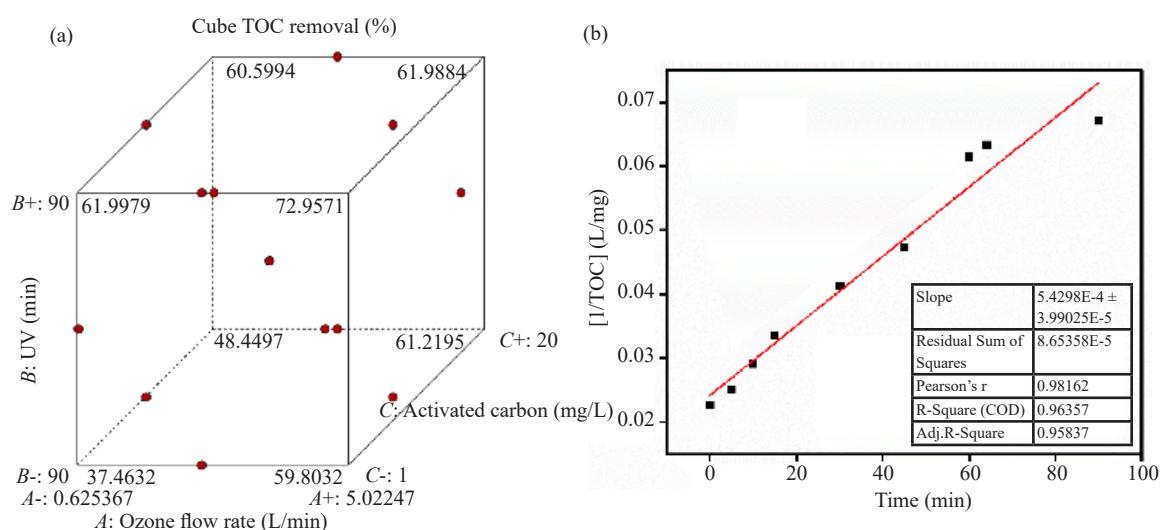 (a)
Cube TOC removal (%)
60.5994
61.9884
B+: 90
61.9979
72.9571
B: UV (min)
48.4497
61.2195
C+: 20
C: Activated carbon (mg/L)
B-: 90
37.4632
59.8032
C-: 1
A-: 0.625367
A+: 5.02247
A: Ozone flow rate (L/min)
(b)
0.07
0.06
0.05
0.04
0.03
0.02
[1/TOC] (L/mg)
Slope
5.4298E-4 ±
3.99025E-5
Residual Sum of
Squares
8.65358E-5
Pearson's r
0.98162
R-Square (COD)
0.96357
Adj.R-Square
0.95837
0
20
40
60
80
100
Time (min)